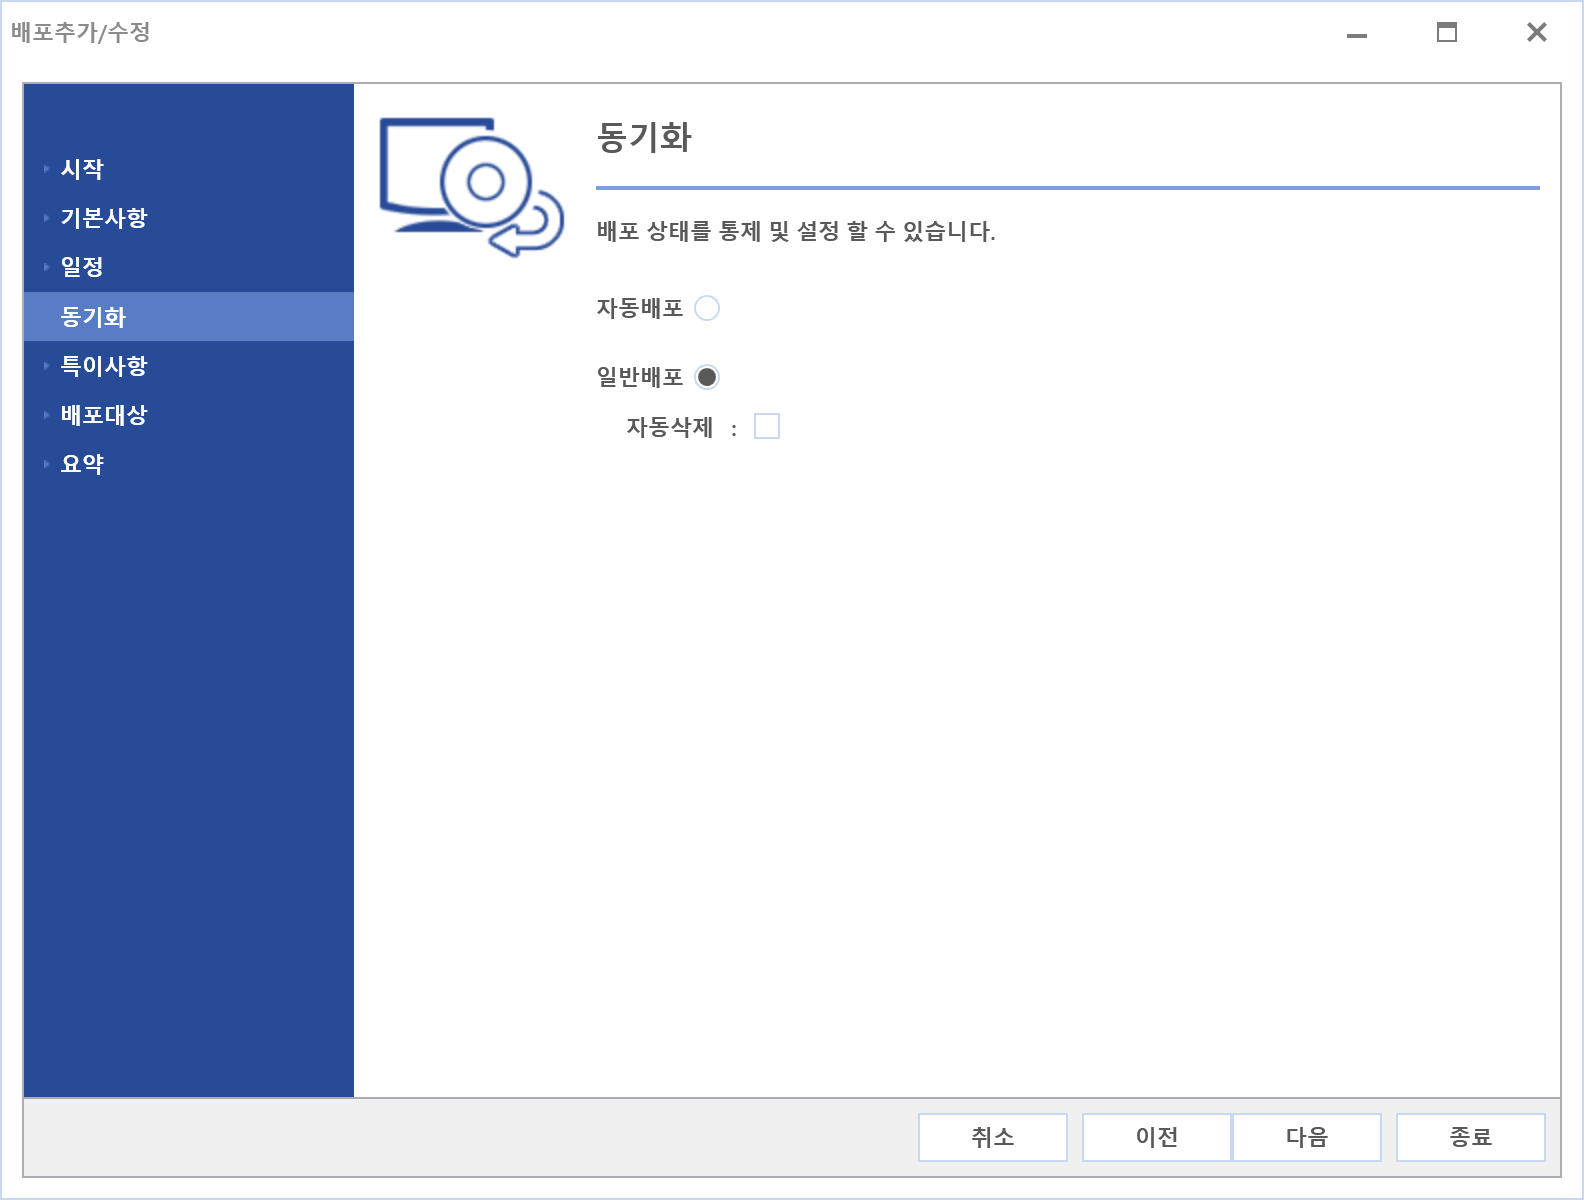 배포추가/수정
시작
기본사항
일정
동기화
특이사항
배포대상
요약
동기화
배포 상태를 통제 및 설정 할 수 있습니다.
자동배포
일반배포
자동삭제 :
취소 이전 다음 종료